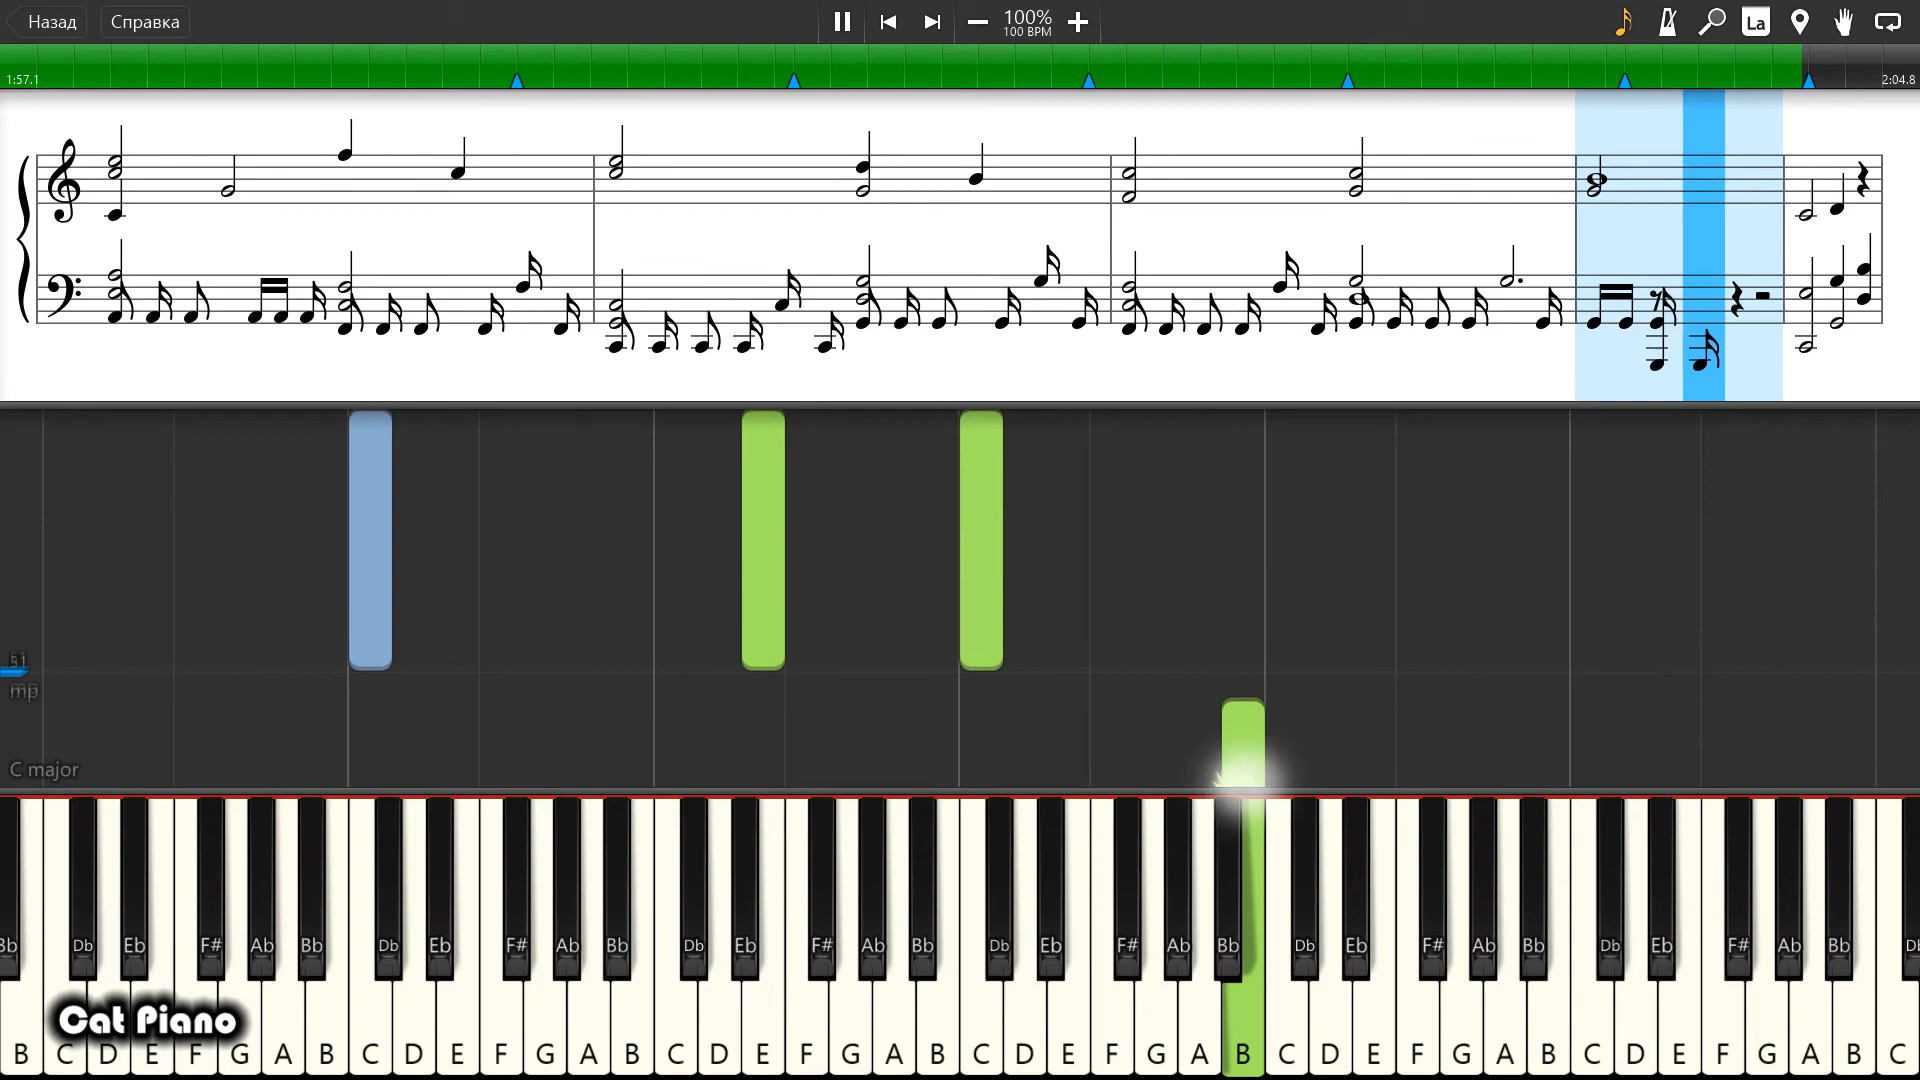 Назад
Справка
100%
100 BPM
La
1:57.1
2:04.8
mp
C major
Bb Db Eb F# Ab Bb Db Eb F# Ab Bb Db Eb F# Ab Bb Db Eb F# Ab Bb Db Eb F# Ab Bb Db Eb F# Ab Bb
Cat Piano
B C D E F G A B C D E F G A B C D E F G A B C D E F G A B C D E F G A B C D E F G A B C